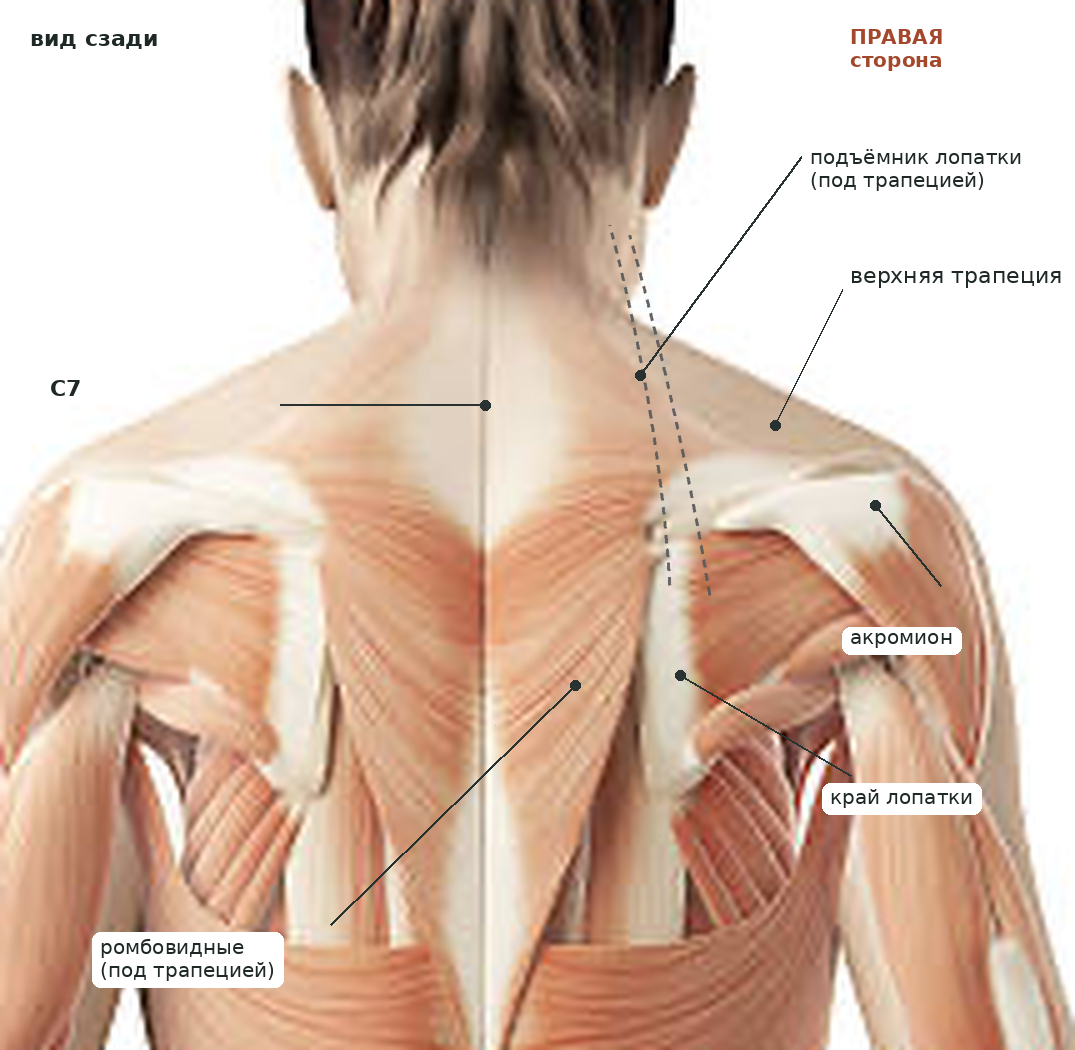 вид сзади
ПРАВАЯ
сторона
подъёмник лопатки
(под трапецией)
верхняя трапеция
C7
акромион
край лопатки
ромбовидные
(под трапецией)